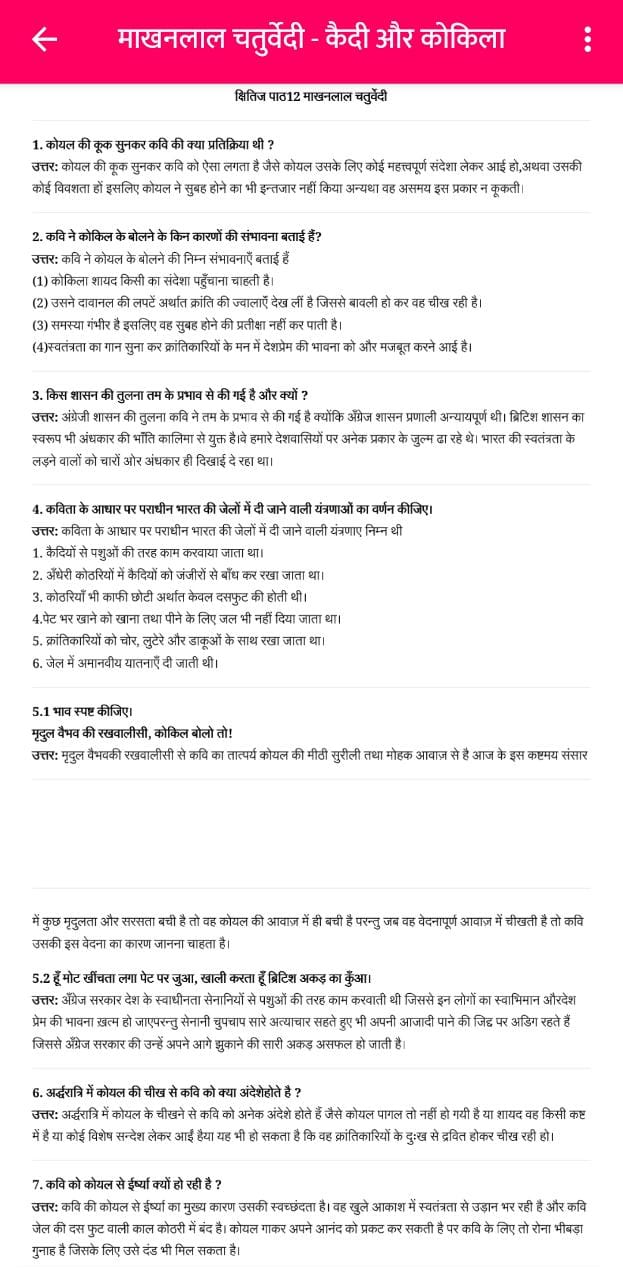 माखनलाल चतुर्वेदी - कैदी और कोकिला
क्षितिज पाठ12 माखनलाल चतुर्वेदी
1. कोयल की कूक सुनकर कवि की क्या प्रतिक्रिया थी ?
उत्तर: कोयल की कूक सुनकर कवि को ऐसा लगता है जैसे कोयल उसके लिए कोई महत्त्वपूर्ण संदेशा लेकर आई हो,अथवा उसकी
कोई विवशता हों इसलिए कोयल ने सुबह होने का भी इन्तजार नहीं किया अन्यथा वह असमय इस प्रकार न कूकती।
2. कवि ने कोकिल के बोलने के किन कारणों की संभावना बताई हैं?
उत्तर: कवि ने कोयल के बोलने की निम्न संभावनाएँ बताई हैं
(1) कोकिला शायद किसी का संदेशा पहुँचाना चाहती है।
(2) उसने दावानल की लपटें अर्थात क्रांति की ज्वालाएँ देख लीं है जिससे बावली हो कर वह चीख रही है।
(3) समस्या गंभीर है इसलिए वह सुबह होने की प्रतीक्षा नहीं कर पाती है।
(4)स्वतंत्रता का गान सुना कर क्रांतिकारियों के मन में देशप्रेम की भावना को और मजबूत करने आई है।
3. किस शासन की तुलना तम के प्रभाव से की गई है और क्यों ?
उत्तर: अंग्रेजी शासन की तुलना कवि ने तम के प्रभाव से की गई है क्योंकि अँग्रेज शासन प्रणाली अन्यायपूर्ण थी। ब्रिटिश शासन का
स्वरूप भी अंधकार की भाँति कालिमा से युक्त है।वे हमारे देशवासियों पर अनेक प्रकार के जुल्म ढा रहे थे। भारत की स्वतंत्रता के
लड़ने वालों को चारों ओर अंधकार ही दिखाई दे रहा था।
4. कविता के आधार पर पराधीन भारत की जेलों में दी जाने वाली यंत्रणाओं का वर्णन कीजिए।
उत्तर: कविता के आधार पर पराधीन भारत की जेलों में दी जाने वाली यंत्रणाए निम्न थी
1. कैदियों से पशुओं की तरह काम करवाया जाता था।
2. अँधेरी कोठरियों में कैदियों को जंजीरों से बाँध कर रखा जाता था।
3. कोठरियाँ भी काफी छोटी अर्थात केवल दसफुट की होती थी।
4.पेट भर खाने को खाना तथा पीने के लिए जल भी नहीं दिया जाता था।
5. क्रांतिकारियों को चोर, लुटेरे और डाकूओं के साथ रखा जाता था।
6. जेल में अमानवीय यातनाएँ दी जाती थी।
5.1 भाव स्पष्ट कीजिए।
मृदुल वैभव की रखवालीसी, कोकिल बोलो तो!
उत्तर: मृदुल वैभवकी रखवालीसी से कवि का तात्पर्य कोयल की मीठी सुरीली तथा मोहक आवाज़ से है आज के इस कष्टमय संसार
में कुछ मृदुलता और सरसता बची है तो वह कोयल की आवाज़ में ही बची है परन्तु जब वह वेदनापूर्ण आवाज़ में चीखती है तो कवि
उसकी इस वेदना का कारण जानना चाहता है।
5.2 हूँ मोट खींचता लगा पेट पर जुआ, खाली करता हूँ ब्रिटिश अकड़ का कुँआ।
उत्तर: अँग्रेज सरकार देश के स्वाधीनता सेनानियों से पशुओं की तरह काम करवाती थी जिससे इन लोगों का स्वाभिमान औरदेश
प्रेम की भावना ख़त्म हो जाएपरन्तु सेनानी चुपचाप सारे अत्याचार सहते हुए भी अपनी आजादी पाने की जिद्द पर अडिग रहते हैं
जिससे अँग्रेज सरकार की उन्हें अपने आगे झुकाने की सारी अकड़ असफल हो जाती है।
6. अर्द्धरात्रि में कोयल की चीख से कवि को क्या अंदेशेहोते है ?
उत्तर: अर्द्धरात्रि में कोयल के चीखने से कवि को अनेक अंदेशे होते हैं जैसे कोयल पागल तो नहीं हो गयी है या शायद वह किसी कष्ट
में है या कोई विशेष सन्देश लेकर आईं हैया यह भी हो सकता है कि वह क्रांतिकारियों के दुःख से द्रवित होकर चीख रही हो।
7. कवि को कोयल से ईर्ष्या क्यों हो रही है ?
उत्तर: कवि की कोयल से ईर्ष्या का मुख्य कारण उसकी स्वच्छंदता है। वह खुले आकाश में स्वतंत्रता से उड़ान भर रही है और कवि
जेल की दस फुट वाली काल कोठरी में बंद है। कोयल गाकर अपने आनंद को प्रकट कर सकती है पर कवि के लिए तो रोना भीबड़ा
गुनाह है जिसके लिए उसे दंड भी मिल सकता है।